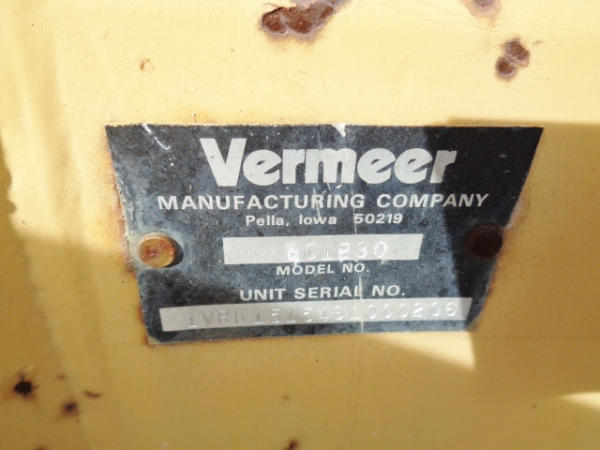 Vermeer
MANUFACTURING COMPANY
Pella, Iowa 50219
BC1230
MODEL NO.
UNIT SERIAL NO.